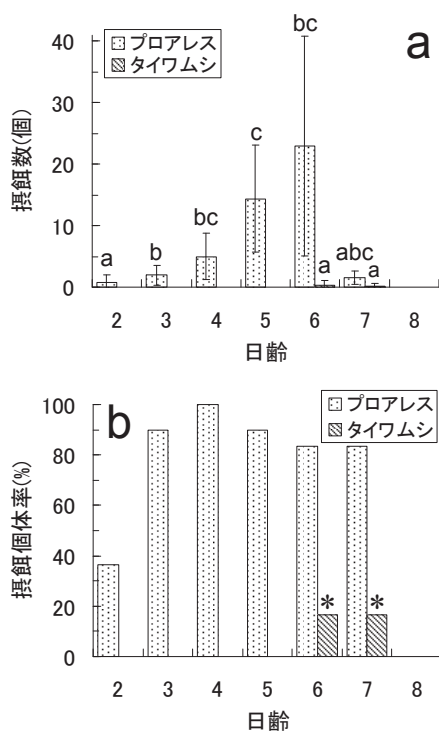 a
プロアレス
タイワムシ
摂餌数(個)
40
30
20
10
0
a
b
bc
c
bc
a
abc
a
2 3 4 5 6 7 8
日齢
b
プロアレス
タイワムシ
摂餌個体率(%)
100
80
60
40
20
0
* *
2 3 4 5 6 7 8
日齢